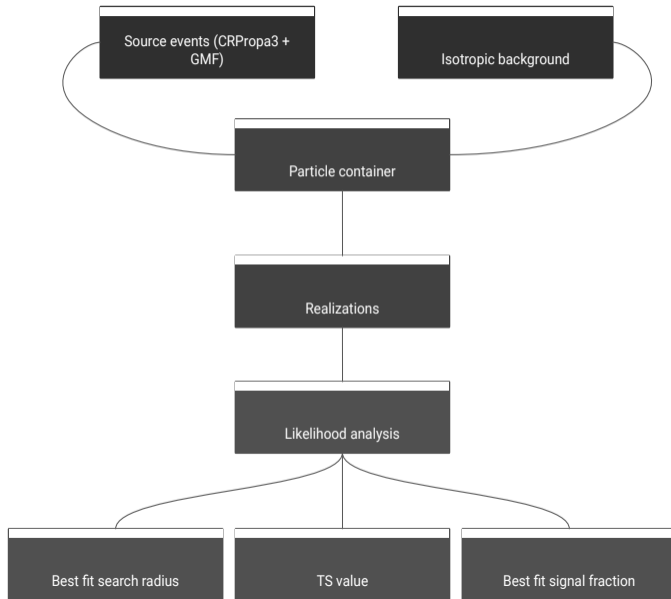 Source events (CRPropa3 +
GMF)
Isotropic background
Particle container
Realizations
Likelihood analysis
Best fit search radius
TS value
Best fit signal fraction